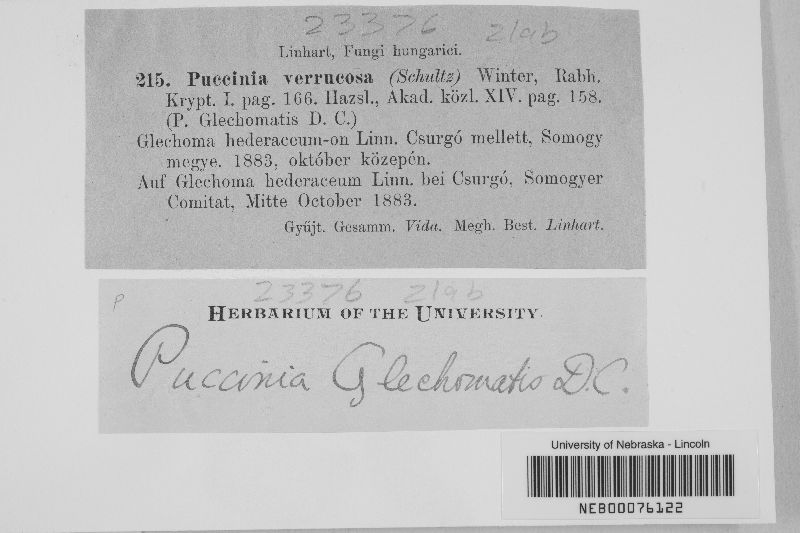 23376 21ab
Linhart, Fungi hungarici.
215. Puccinia verrucosa (Schultz) Winter, Rabh.
Krypt. I. pag. 166. Hazsl., Akad. közl. XIV. pag. 158.
(P. Glechomatis D. C.)
Glechoma hederaceum-on Linn. Csurgó mellett, Somogy
megye. 1883, október közepén.
Auf Glechoma hederaceum Linn. bei Csurgó, Somogyer
Comitat, Mitte October 1883.
Gyűjt. Gesamm. Vida. Megh. Best. Linhart.
23376 21ab
P
HERBARIUM OF THE UNIVERSITY.
Puccinia Glechomatis D.C.
University of Nebraska - Lincoln
NEB00076122